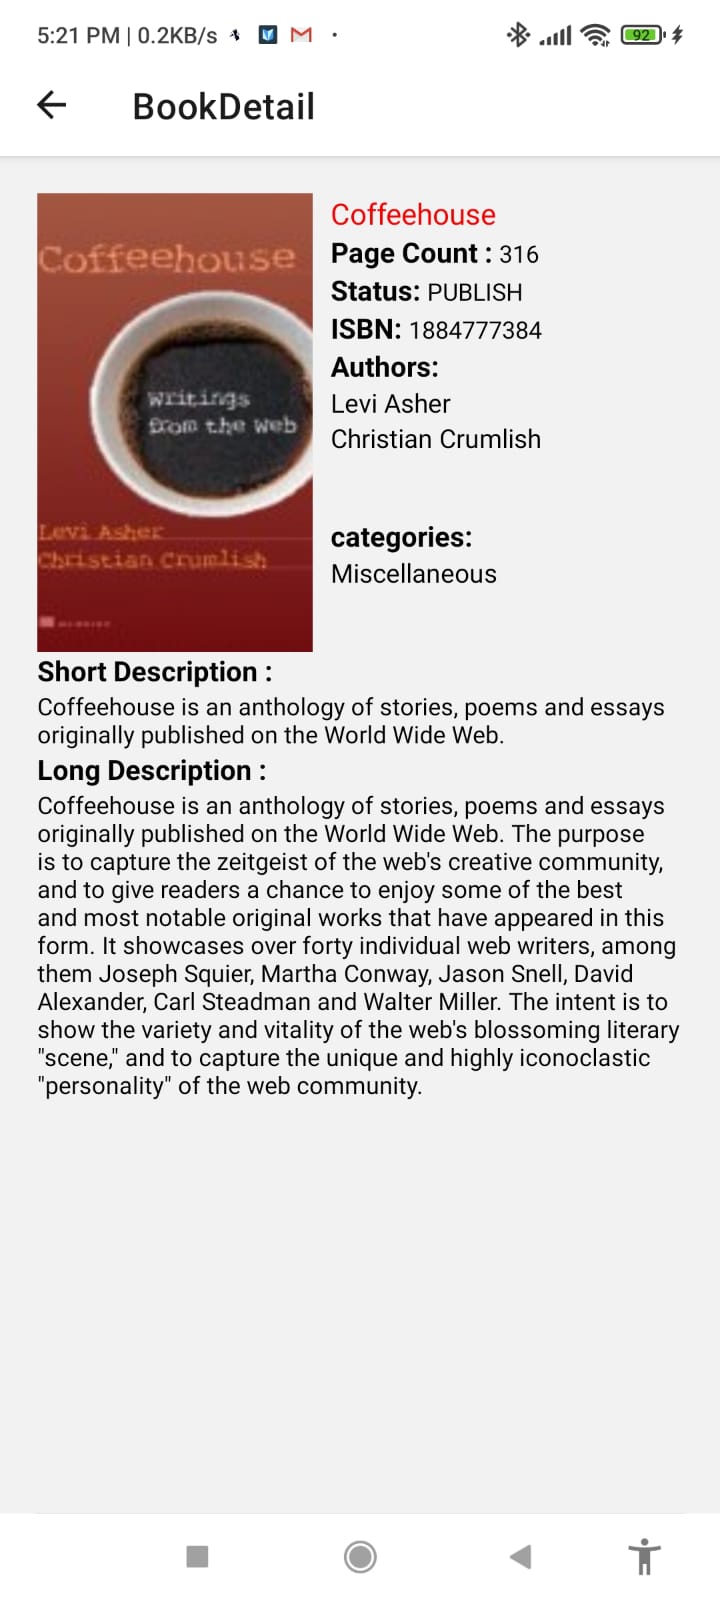 5:21 PM | 0.2KB/s
92
BookDetail
Coffeehouse
writings
from the Web
Levi Asher
Christian Crumlish
Coffeehouse
Page Count : 316
Status: PUBLISH
ISBN: 1884777384
Authors:
Levi Asher
Christian Crumlish
categories:
Miscellaneous
Short Description :
Coffeehouse is an anthology of stories, poems and essays
originally published on the World Wide Web.
Long Description :
Coffeehouse is an anthology of stories, poems and essays
originally published on the World Wide Web. The purpose
is to capture the zeitgeist of the web's creative community,
and to give readers a chance to enjoy some of the best
and most notable original works that have appeared in this
form. It showcases over forty individual web writers, among
them Joseph Squier, Martha Conway, Jason Snell, David
Alexander, Carl Steadman and Walter Miller. The intent is to
show the variety and vitality of the web's blossoming literary
"scene," and to capture the unique and highly iconoclastic
"personality" of the web community.